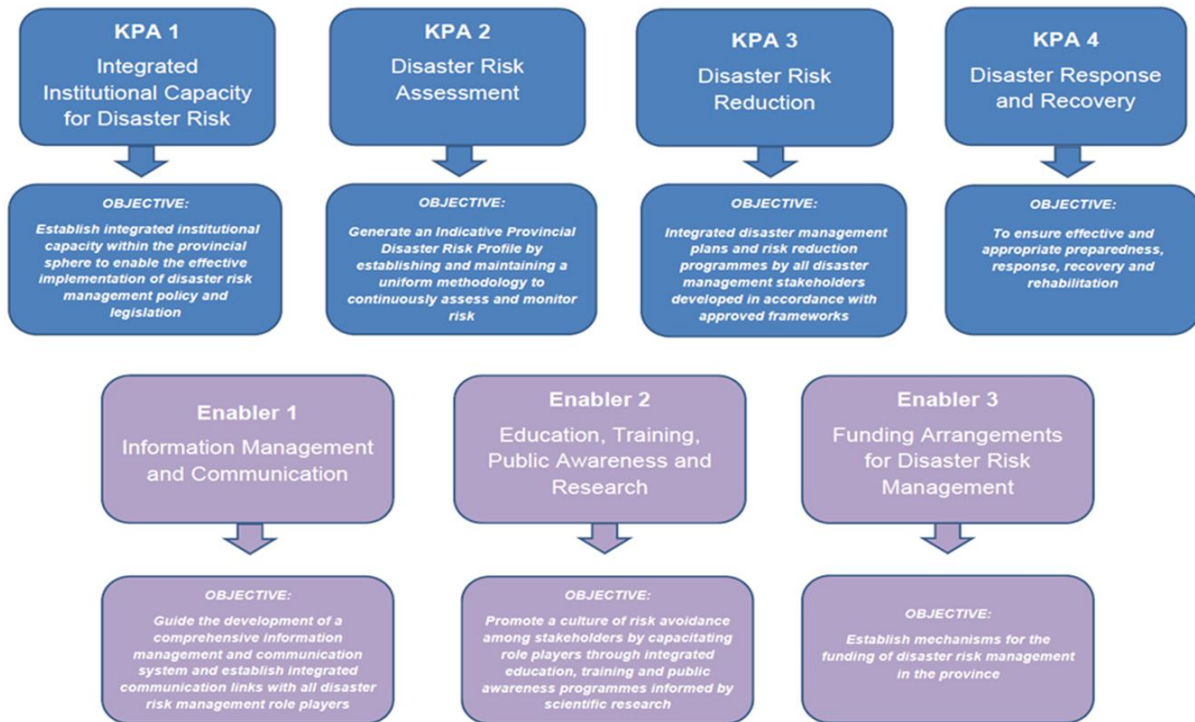 KPA 1
Integrated
Institutional Capacity
for Disaster Risk
OBJECTIVE:
Establish integrated institutional
capacity within the provincial
sphere to enable the effective
implementation of disaster risk
management policy and
legislation
KPA 2
Disaster Risk
Assessment
OBJECTIVE:
Generate an Indicative Provincial
Disaster Risk Profile by
establishing and maintaining a
uniform methodology to
continuously assess and monitor
risk
KPA 3
Disaster Risk
Reduction
OBJECTIVE:
Integrated disaster management
plans and risk reduction
programmes by all disaster
management stakeholders
developed in accordance with
approved frameworks
KPA 4
Disaster Response
and Recovery
OBJECTIVE:
To ensure effective and
appropriate preparedness,
response, recovery and
rehabilitation
Enabler 1
Information Management
and Communication
OBJECTIVE:
Guide the development of a
comprehensive information
management and communication
system and establish integrated
communication links with all disaster
risk management role players
Enabler 2
Education, Training,
Public Awareness and
Research
OBJECTIVE:
Promote a culture of risk avoidance
among stakeholders by capacitating
role players through integrated
education, training and public
awareness programmes informed by
scientific research
Enabler 3
Funding Arrangements
for Disaster Risk
Management
OBJECTIVE:
Establish mechanisms for the
funding of disaster risk management
in the province